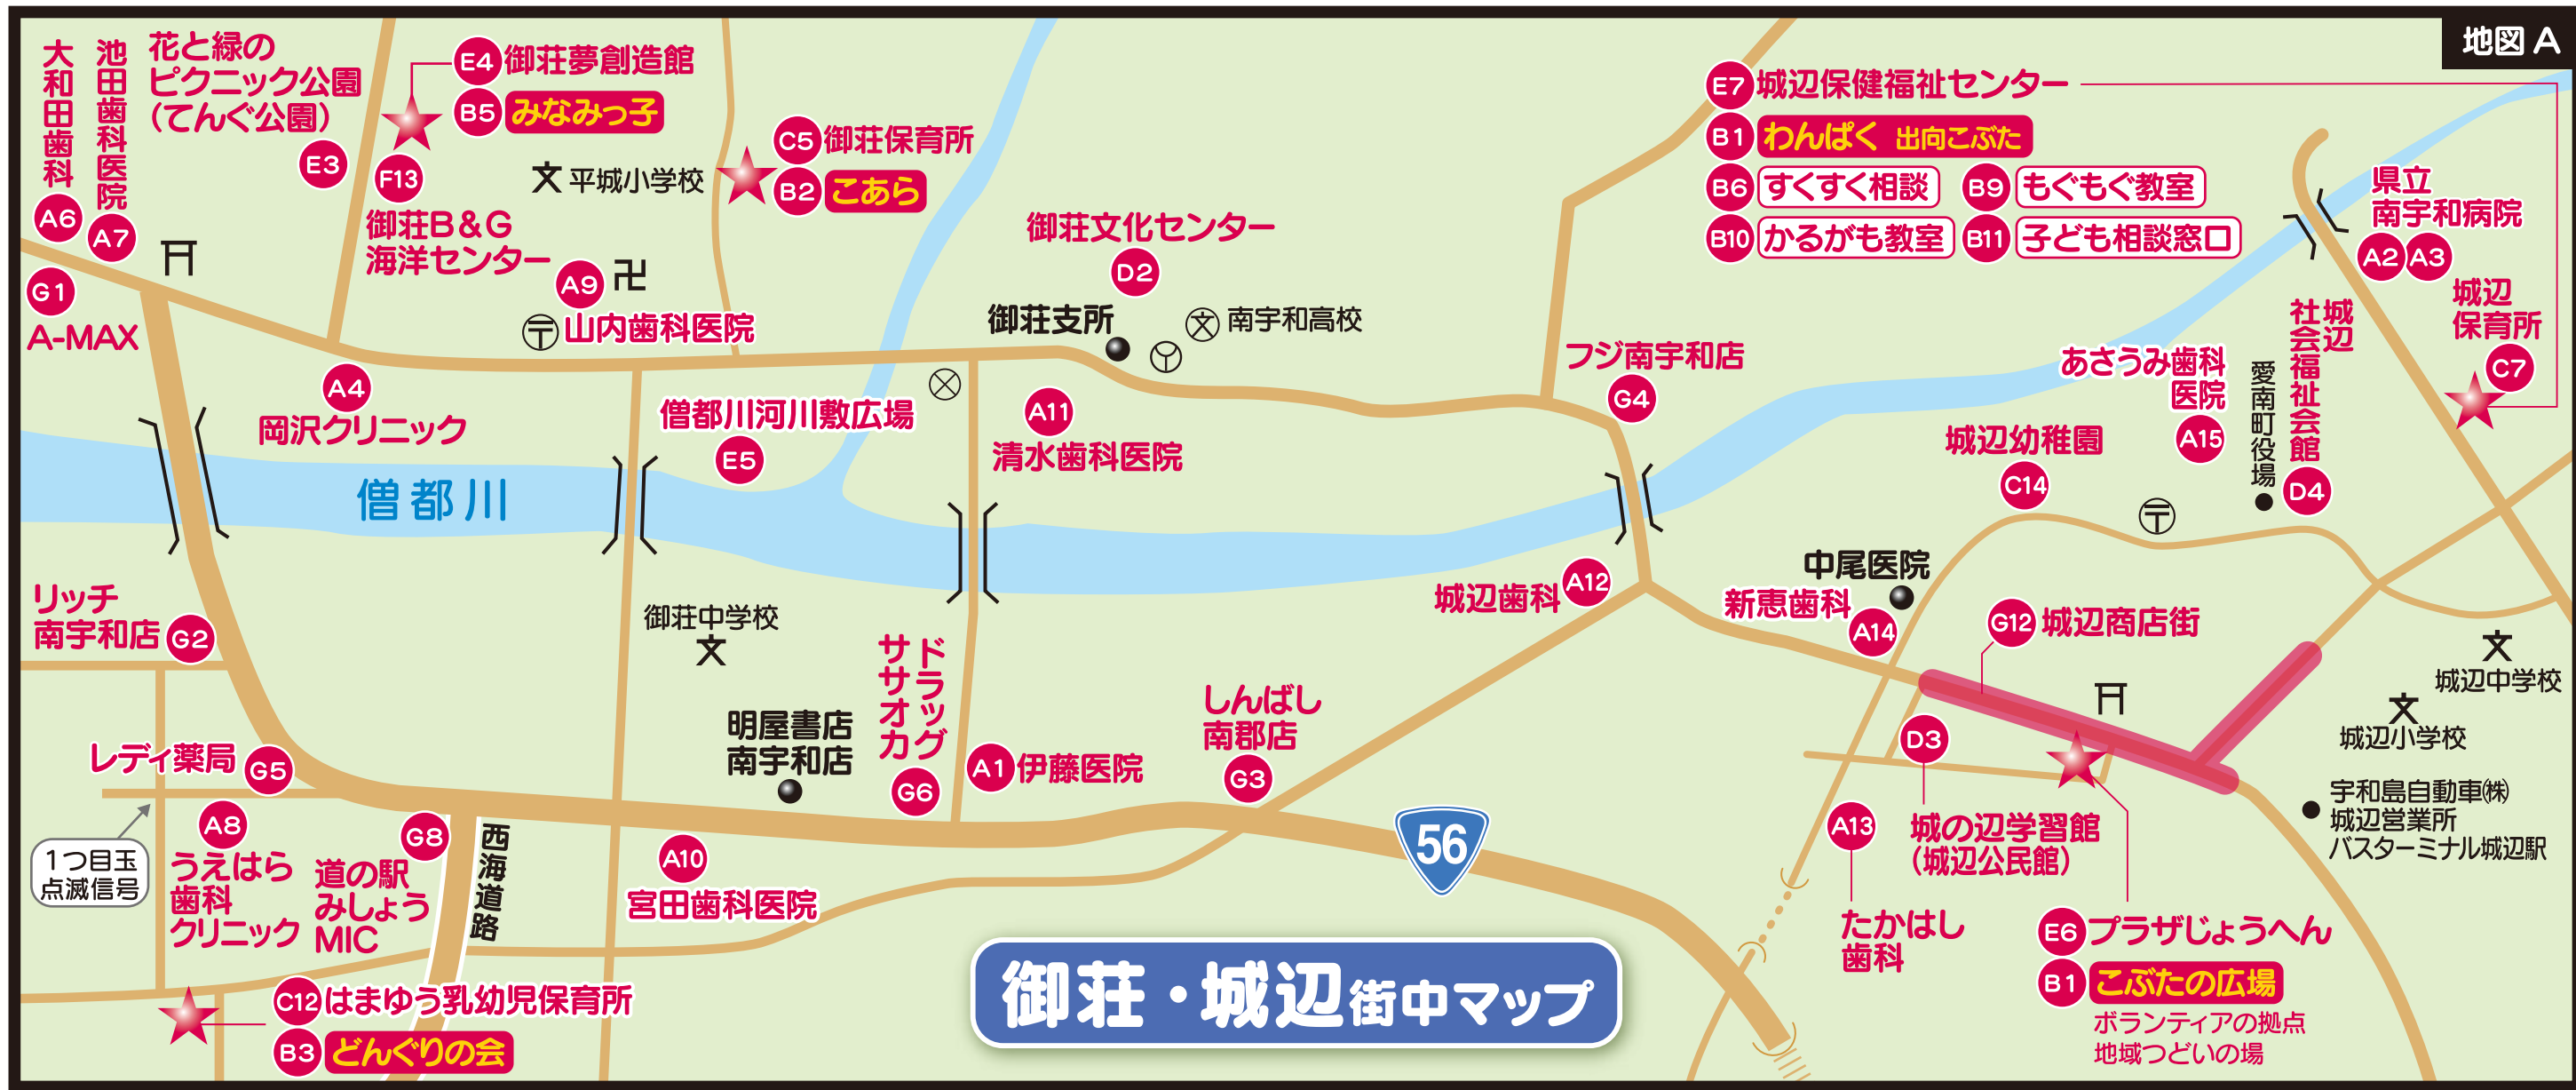 地図 A
大和田歯科
A6
池田歯科医院
A7
花と緑の
ピクニック公園
（てんぐ公園）
E3
E4 御荘夢創造館
B5 みなみっ子
F13
御荘B＆G
海洋センター
文 平城小学校
C5 御荘保育所
B2 こあら
G1
A-MAX
A9
山内歯科医院
A4
岡沢クリニック
御荘文化センター
D2
御荘支所
文 南宇和高校
僧都川河川敷広場
E5
A11
清水歯科医院
僧都川
E7 城辺保健福祉センター
B1 わんぱく 出向こぶた
B6 すくすく相談
B9 もぐもぐ教室
B10 かるがも教室
B11 子ども相談窓口
県立
南宇和病院
A2 A3
城辺
保育所
C7
フジ南宇和店
G4
あさうみ歯科
医院
A15
愛南町役場
城辺
社会福祉会館
D4
城辺幼稚園
C14
城辺歯科
A12
中尾医院
新恵歯科
A14
G12 城辺商店街
文
城辺中学校
文
城辺小学校
宇和島自動車㈱
城辺営業所
バスターミナル城辺駅
リッチ
南宇和店
G2
御荘中学校
文
ドラッグ
ササオカ
G6
明屋書店
南宇和店
A1 伊藤医院
しんばし
南郡店
G3
レディ薬局
G5
1つ目玉
点滅信号
A8
うえはら
歯科
クリニック
G8
道の駅
みしょう
MIC
西海道路
A10
宮田歯科医院
56
D3
城の辺学習館
（城辺公民館）
A13
たかはし
歯科
E6 プラザじょうへん
B1 こぶたの広場
ボランティアの拠点
地域つどいの場
C12 はまゆう乳幼児保育所
B3 どんぐりの会
御荘・城辺街中マップ